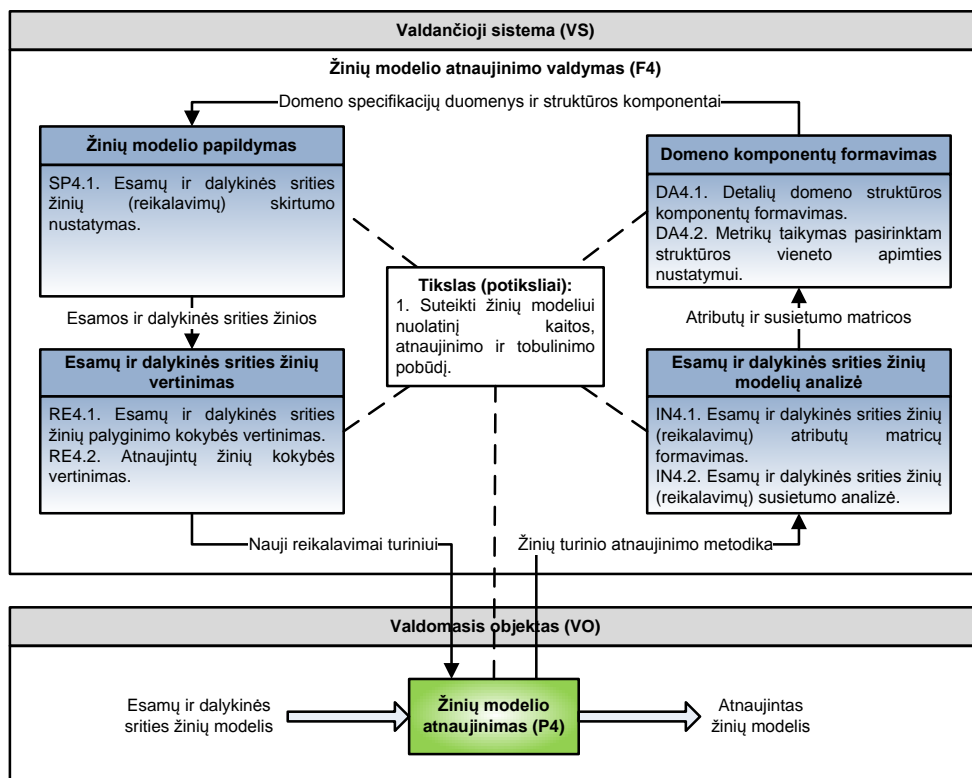 Valdančioji sistema (VS)
Žinių modelio atnaujinimo valdymas (F4)
Domeno specifikacijų duomenys ir struktūros komponentai
Žinių modelio papildymas
SP4.1. Esamų ir dalykinės srities
žinių (reikalavimų) skirtumo
nustatymas.
Domeno komponentų formavimas
DA4.1. Detalių domeno struktūros
komponentų formavimas.
DA4.2. Metrikų taikymas pasirinktam
struktūros vieneto apimties
nustatymui.
Tikslas (potiksliai):
1. Suteikti žinių modeliui
nuolatinį kaitos,
atnaujinimo ir tobulinimo
pobūdį.
Esamos ir dalykinės srities žinios
Atributų ir susietumo matricos
Esamų ir dalykinės srities žinių
vertinimas
RE4.1. Esamų ir dalykinės srities
žinių palyginimo kokybės vertinimas.
RE4.2. Atnaujintų žinių kokybės
vertinimas.
Esamų ir dalykinės srities žinių
modelių analizė
IN4.1. Esamų ir dalykinės srities žinių
(reikalavimų) atributų matricų
formavimas.
IN4.2. Esamų ir dalykinės srities žinių
(reikalavimų) susietumo analizė.
Nauji reikalavimai turiniui
Žinių turinio atnaujinimo metodika
Valdomasis objektas (VO)
Esamų ir dalykinės
srities žinių modelis
Žinių modelio
atnaujinimas (P4)
Atnaujintas
žinių modelis